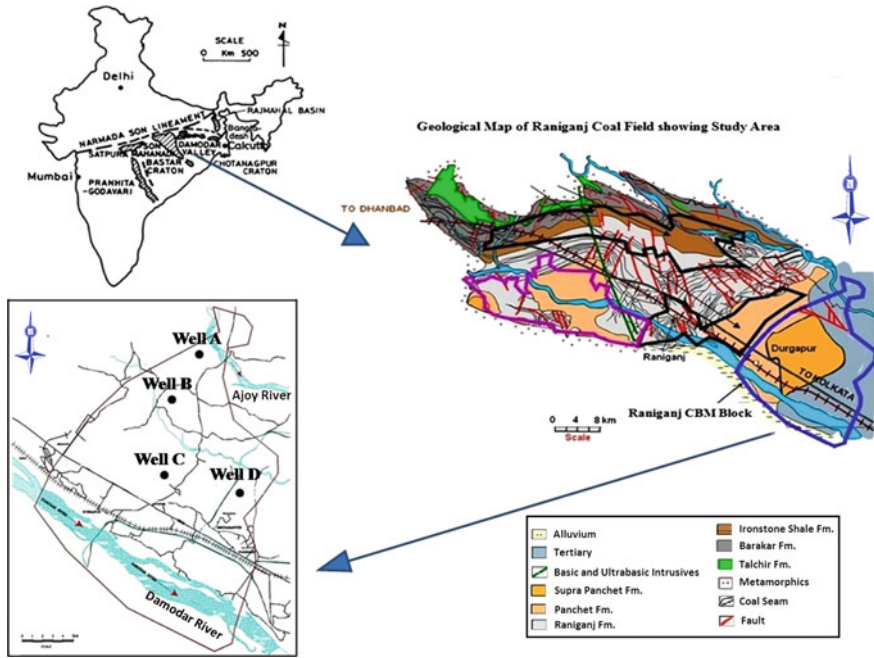 SCALE
0 Km 500
N
Delhi
RAJMAHAL BASIN
NARMADA SON LINEAMENT
Bangla-
desh
SATPURA
SON
MAHANADI
DAMODAR
VALLEY
Calcutta
CHOTANAGPUR
CRATON
BASTAR
CRATON
Mumbai
PRANHITA-
GODAVARI
Geological Map of Raniganj Coal Field showing Study Area
TO DHANBAD
N
Raniganj
Durgapur
TO KOLKATA
Raniganj CBM Block
0 4 8 km
Scale
N
Well A
Well B
Ajoy River
Well C
Well D
Damodar River
Alluvium
Tertiary
Basic and Ultrabasic Intrusives
Supra Panchet Fm.
Panchet Fm.
Raniganj Fm.
Ironstone Shale Fm.
Barakar Fm.
Talchir Fm.
Metamorphics
Coal Seam
Fault